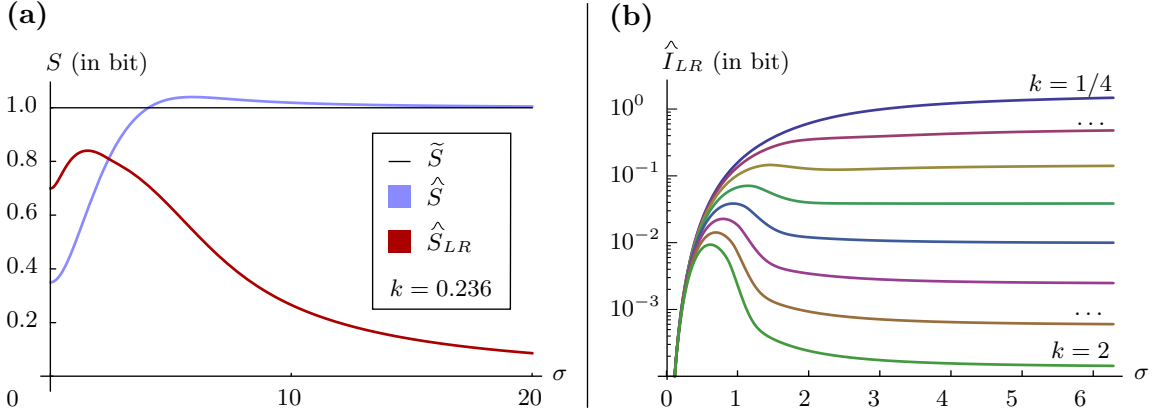 (a)
S (in bit)
1.0
0.8
0.6
0.4
0.2
0
10
20
σ
S̃
Ŝ
Ŝ_LR
k = 0.236
(b)
Î_LR (in bit)
10^0
10^-1
10^-2
10^-3
0
1
2
3
4
5
6
σ
k = 1/4
...
...
k = 2